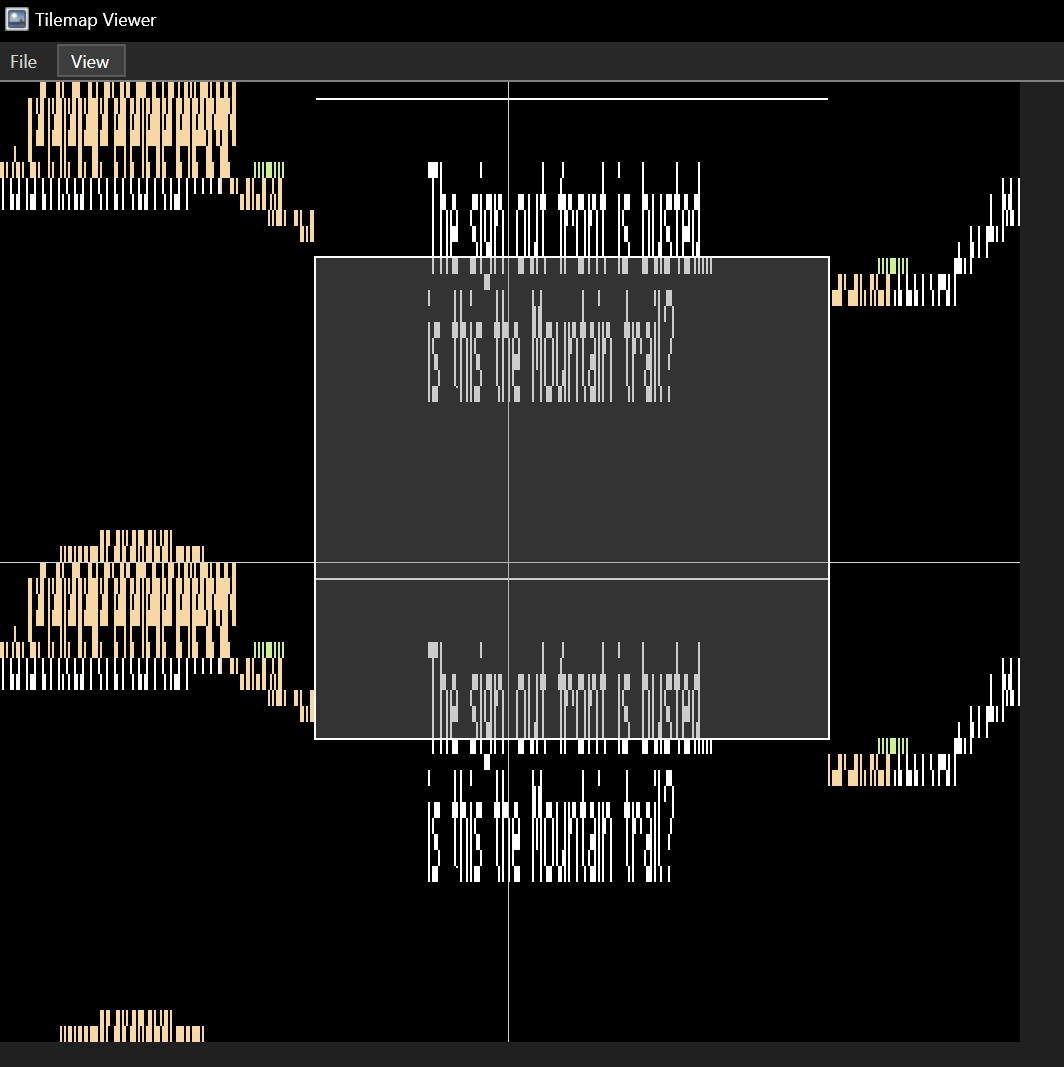 Tilemap Viewer
File View
The sign out front is busted...
is this the Mountain trail?
The sign out front is busted...
is this the Mountain trail?